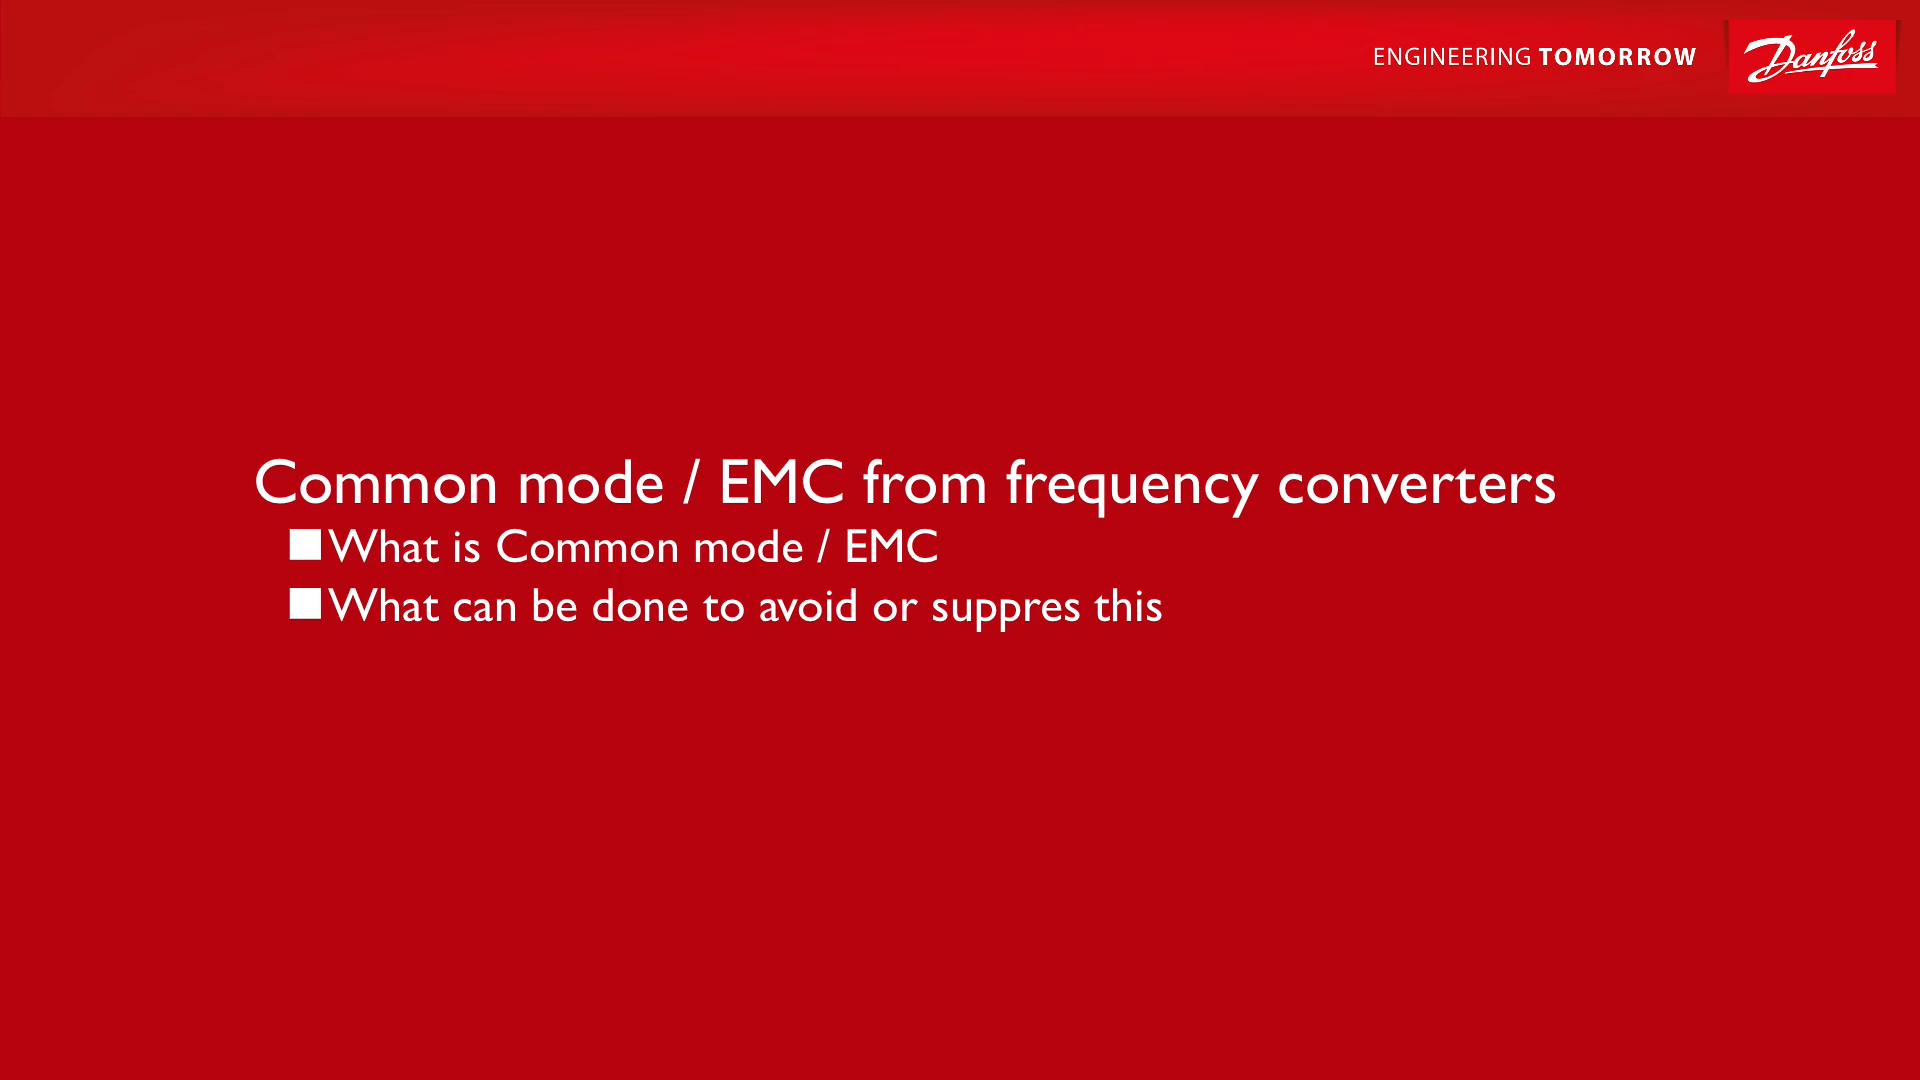 ENGINEERING TOMORROW
Danfoss
Common mode / EMC from frequency converters
What is Common mode / EMC
What can be done to avoid or suppres this